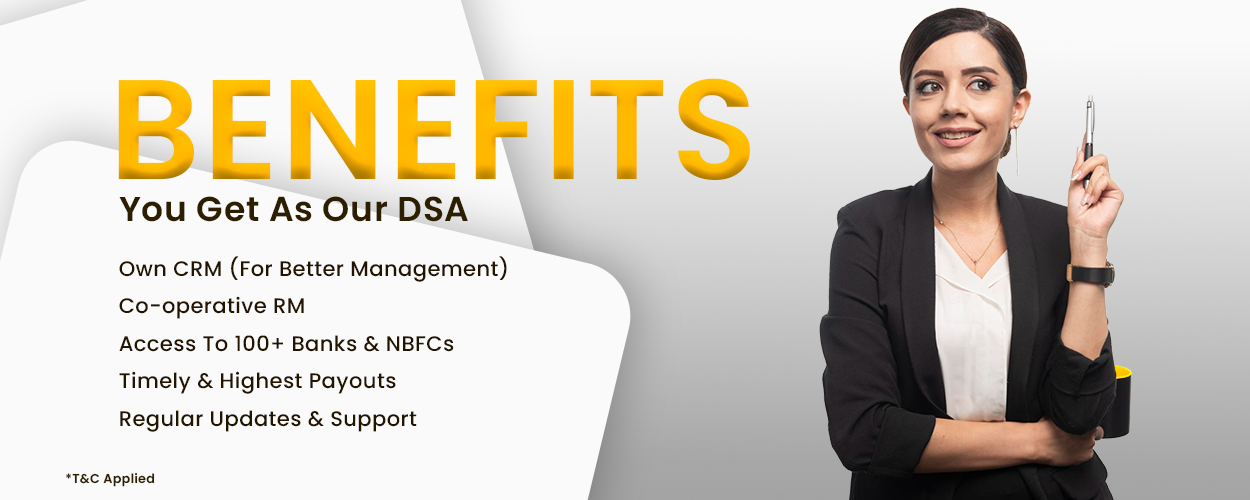 BENEFITS
You Get As Our DSA
Own CRM (For Better Management)
Co-operative RM
Access To 100+ Banks & NBFCs
Timely & Highest Payouts
Regular Updates & Support
*T&C Applied